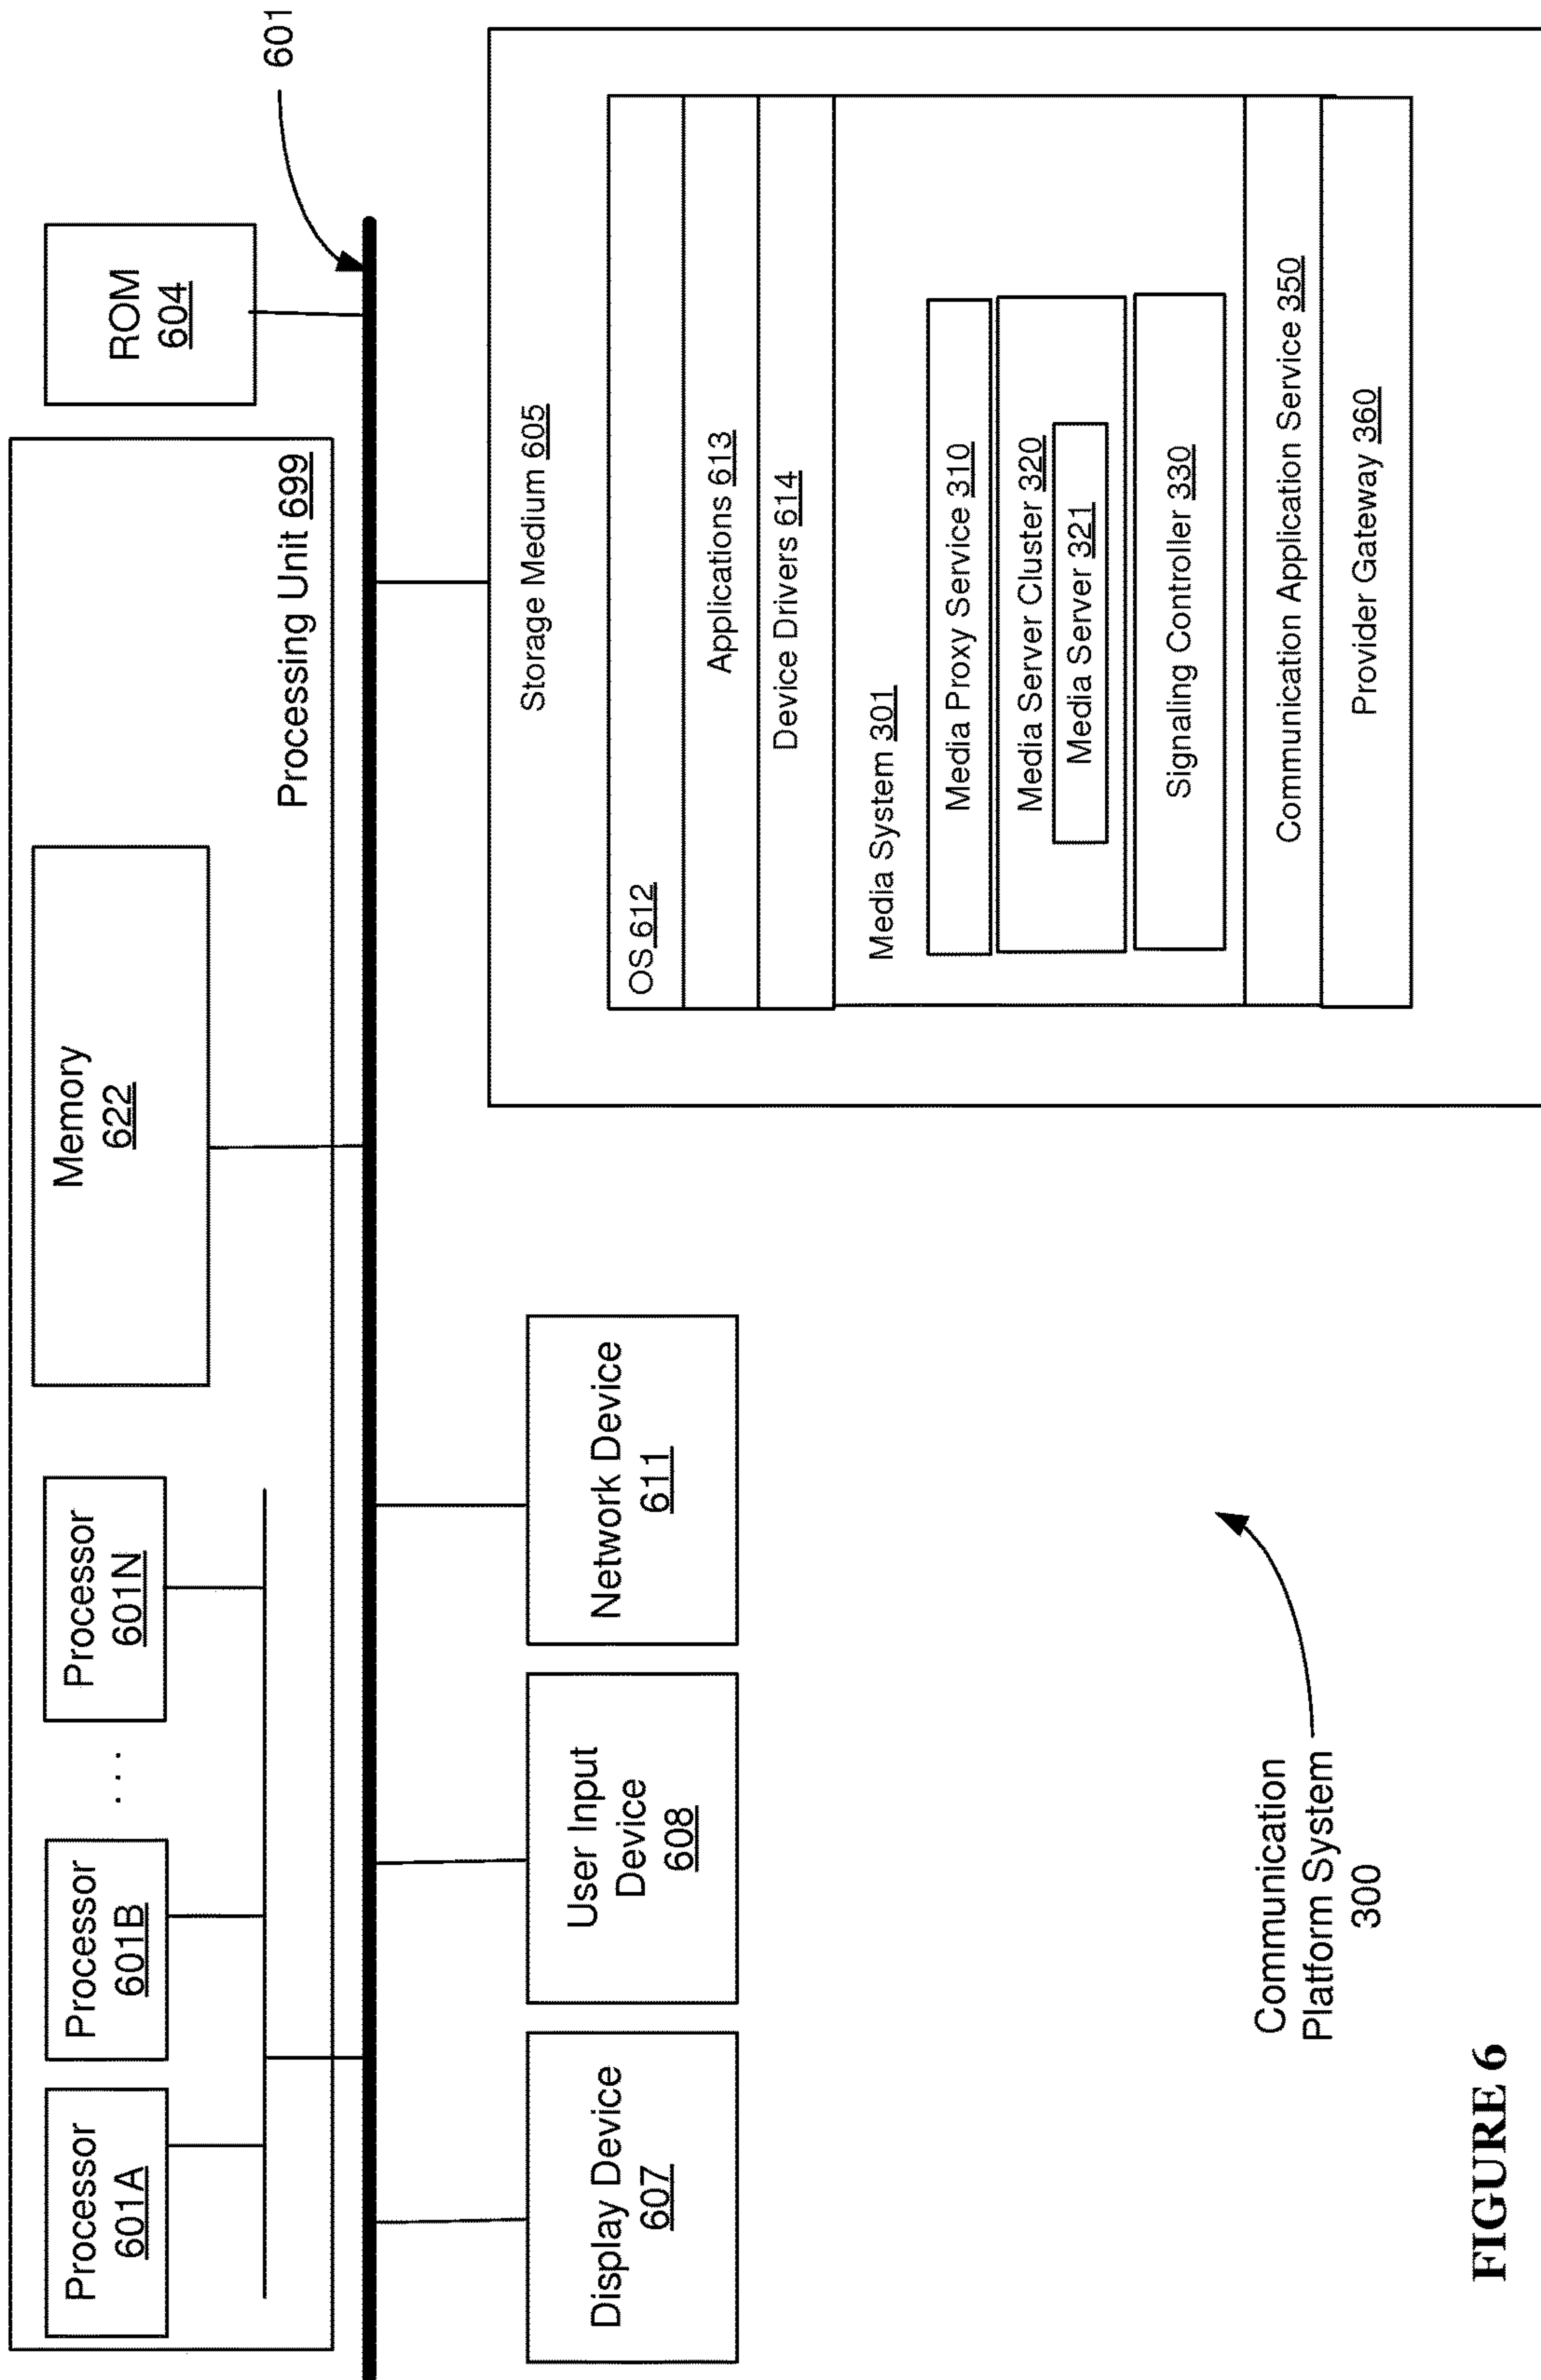 Processor
601A
Processor
601B
. . .
Processor
601N
Memory
622
Processing Unit 699
ROM
604
601
Display Device
607
User Input
Device
608
Network Device
611
Storage Medium 605
OS 612
Applications 613
Device Drivers 614
Media System 301
Media Proxy Service 310
Media Server Cluster 320
Media Server 321
Signaling Controller 330
Communication Application Service 350
Provider Gateway 360
Communication
Platform System
300
FIGURE 6